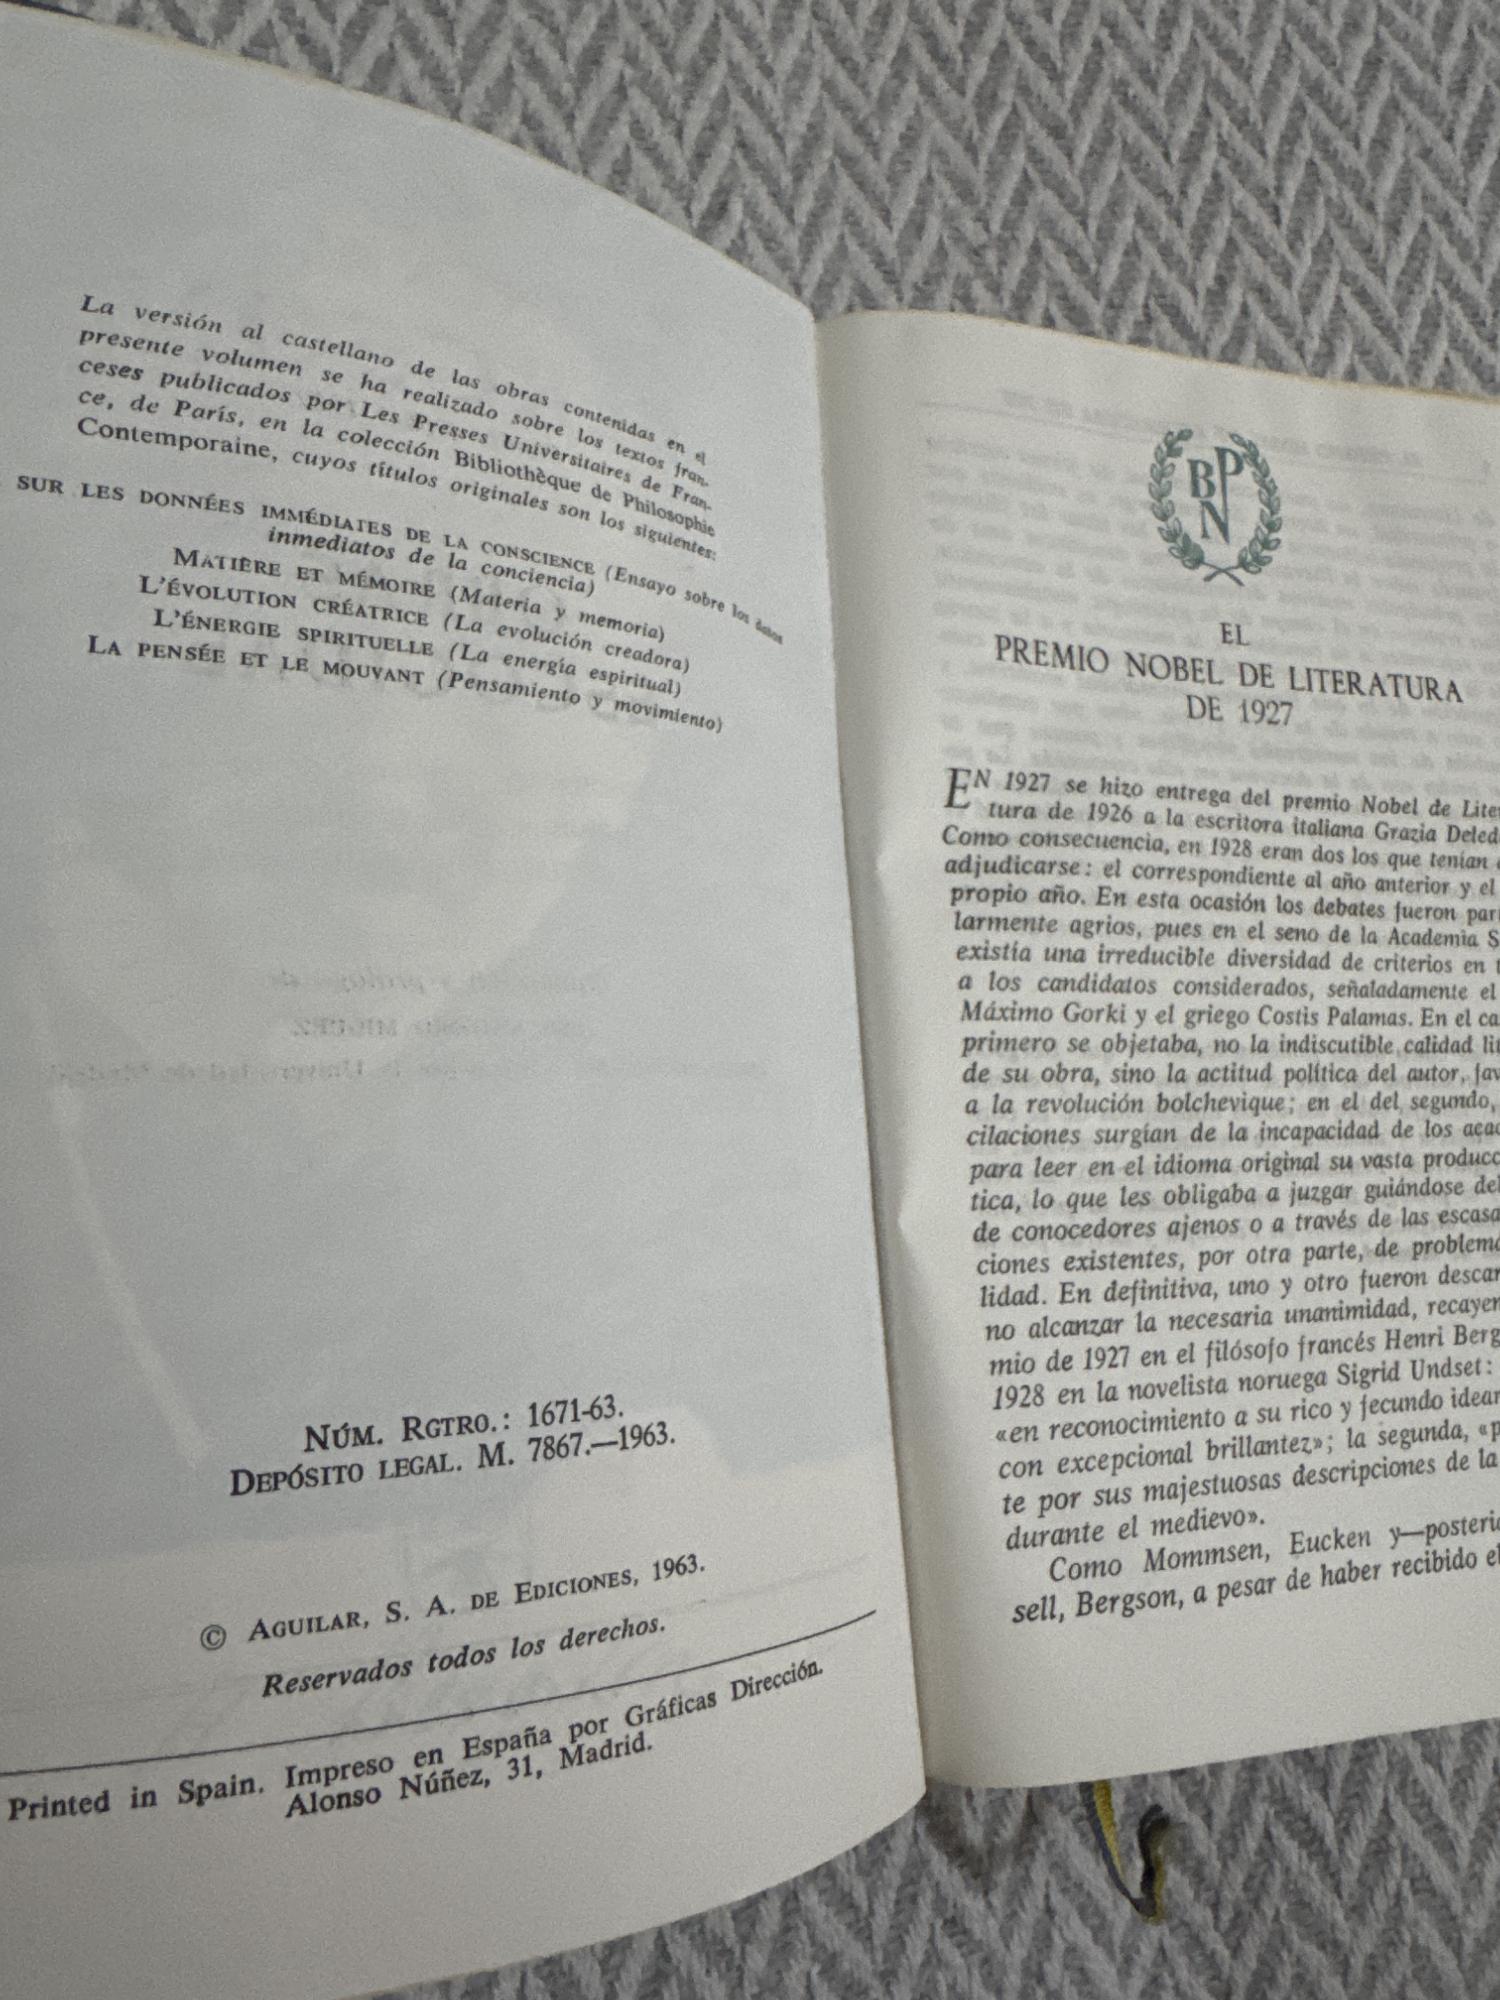 La versión al castellano de las obras contenidas en el
presente volumen se ha realizado sobre los textos fran-
ceses publicados por Les Presses Universitaires de Fran-
ce, de París, en la colección Bibliothèque de Philosophie
Contemporaine, cuyos títulos originales son los siguientes:
SUR LES DONNÉES IMMÉDIATES DE LA CONSCIENCE (Ensayo sobre los datos
inmediatos de la conciencia)
MATIÈRE ET MÉMOIRE (Materia y memoria)
L'ÉVOLUTION CRÉATRICE (La evolución creadora)
L'ÉNERGIE SPIRITUELLE (La energía espiritual)
LA PENSÉE ET LE MOUVANT (Pensamiento y movimiento)
NÚM. RGTRO.: 1671-63.
DEPÓSITO LEGAL. M. 7867.—1963.
© AGUILAR, S. A. DE EDICIONES, 1963.
Reservados todos los derechos.
Printed in Spain. Impreso en España por Gráficas Dirección.
Alonso Núñez, 31, Madrid.
BPN
EL
PREMIO NOBEL DE LITERATURA
DE 1927
EN 1927 se hizo entrega del premio Nobel de Lite
tura de 1926 a la escritora italiana Grazia Deled
Como consecuencia, en 1928 eran dos los que tenían
adjudicarse: el correspondiente al año anterior y el
propio año. En esta ocasión los debates fueron par
larmente agrios, pues en el seno de la Academia S
existía una irreducible diversidad de criterios en
a los candidatos considerados, señaladamente el
Máximo Gorki y el griego Costis Palamas. En el ca
primero se objetaba, no la indiscutible calidad lit
de su obra, sino la actitud política del autor, fav
a la revolución bolchevique; en el del segundo,
cilaciones surgían de la incapacidad de los acad
para leer en el idioma original su vasta producc
tica, lo que les obligaba a juzgar guiándose del
de conocedores ajenos o a través de las escasa
ciones existentes, por otra parte, de problema
lidad. En definitiva, uno y otro fueron descar
no alcanzar la necesaria unanimidad, recayen
mio de 1927 en el filósofo francés Henri Berg
1928 en la novelista noruega Sigrid Undset:
«en reconocimiento a su rico y fecundo idear
con excepcional brillantez»; la segunda, «p
te por sus majestuosas descripciones de la
durante el medievo».
Como Mommsen, Eucken y—posterio
sell, Bergson, a pesar de haber recibido el